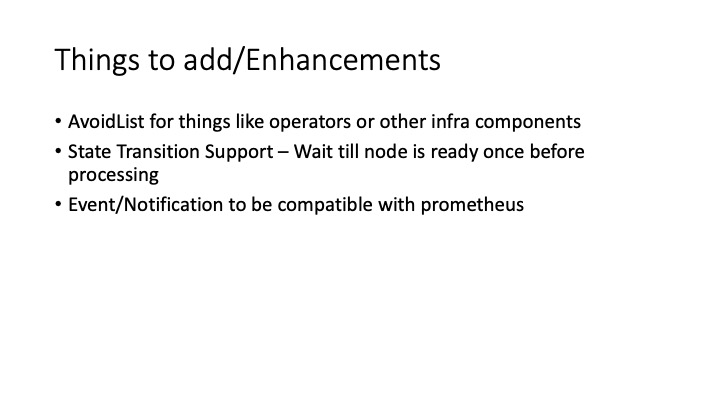 Things to add/Enhancements
• AvoidList for things like operators or other infra components
• State Transition Support – Wait till node is ready once before
processing
• Event/Notification to be compatible with prometheus